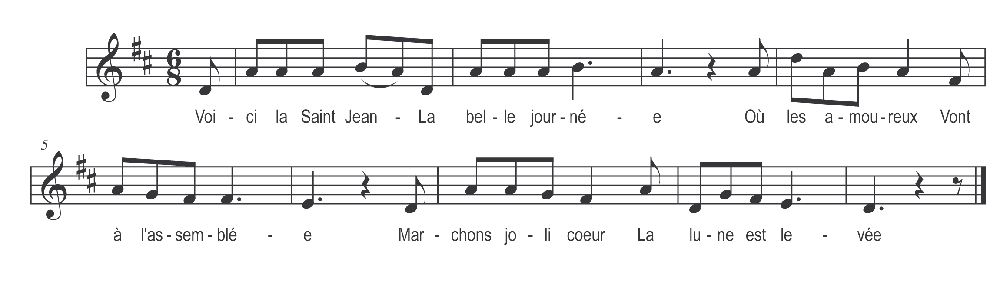 Voi - ci la Saint Jean - La bel - le jour - né - e Où les a - mou - reux Vont
5
à l'as - sem - blé - e Mar - chons jo - li coeur La lu - ne est le - vée